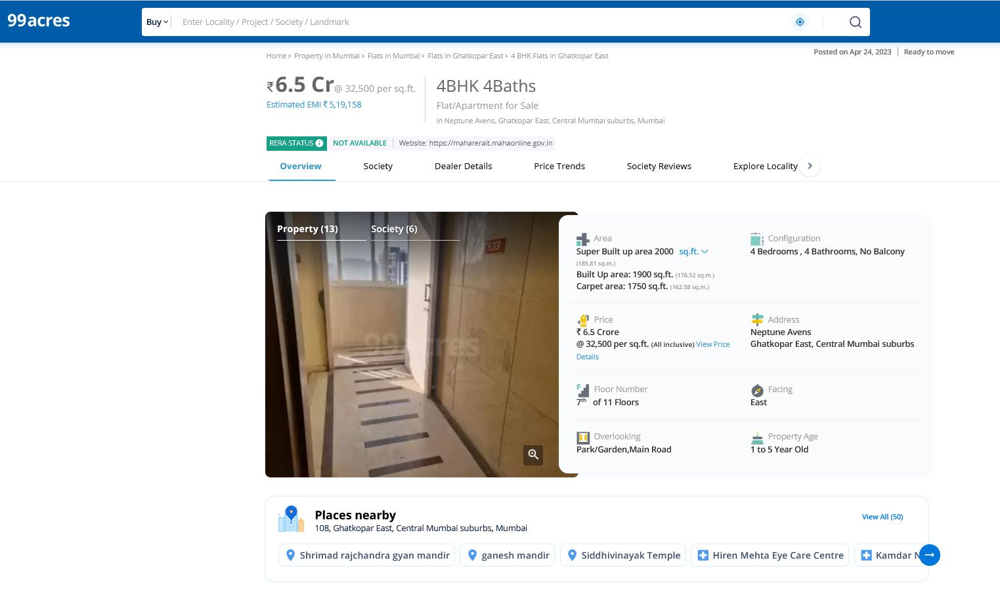 99acres
Buy
Enter Locality / Project / Society / Landmark
Home › Property in Mumbai › Flats in Mumbai › Flats in Ghatkopar East › 4 BHK Flats in Ghatkopar East
Posted on Apr 24, 2023 | Ready to move
₹ 6.5 Cr @ 32,500 per sq.ft.
Estimated EMI ₹ 5,19,158
4BHK 4Baths
Flat/Apartment for Sale
in Neptune Avens, Ghatkopar East, Central Mumbai suburbs, Mumbai
RERA STATUS NOT AVAILABLE Website: https://maharerait.mahaonline.gov.in
Overview Society Dealer Details Price Trends Society Reviews Explore Locality
Property (13) Society (6)
99acres
Area
Super Built up area 2000 sq.ft.
(185.81 sq.m.)
Built Up area: 1900 sq.ft. (176.52 sq.m.)
Carpet area: 1750 sq.ft. (162.58 sq.m.)
Configuration
4 Bedrooms , 4 Bathrooms, No Balcony
Price
₹ 6.5 Crore
@ 32,500 per sq.ft. (All inclusive) View Price
Details
Address
Neptune Avens
Ghatkopar East, Central Mumbai suburbs
Floor Number
7th of 11 Floors
Facing
East
Overlooking
Park/Garden,Main Road
Property Age
1 to 5 Year Old
Places nearby
108, Ghatkopar East, Central Mumbai suburbs, Mumbai
View All (50)
Shrimad rajchandra gyan mandir
ganesh mandir
Siddhivinayak Temple
Hiren Mehta Eye Care Centre
Kamdar